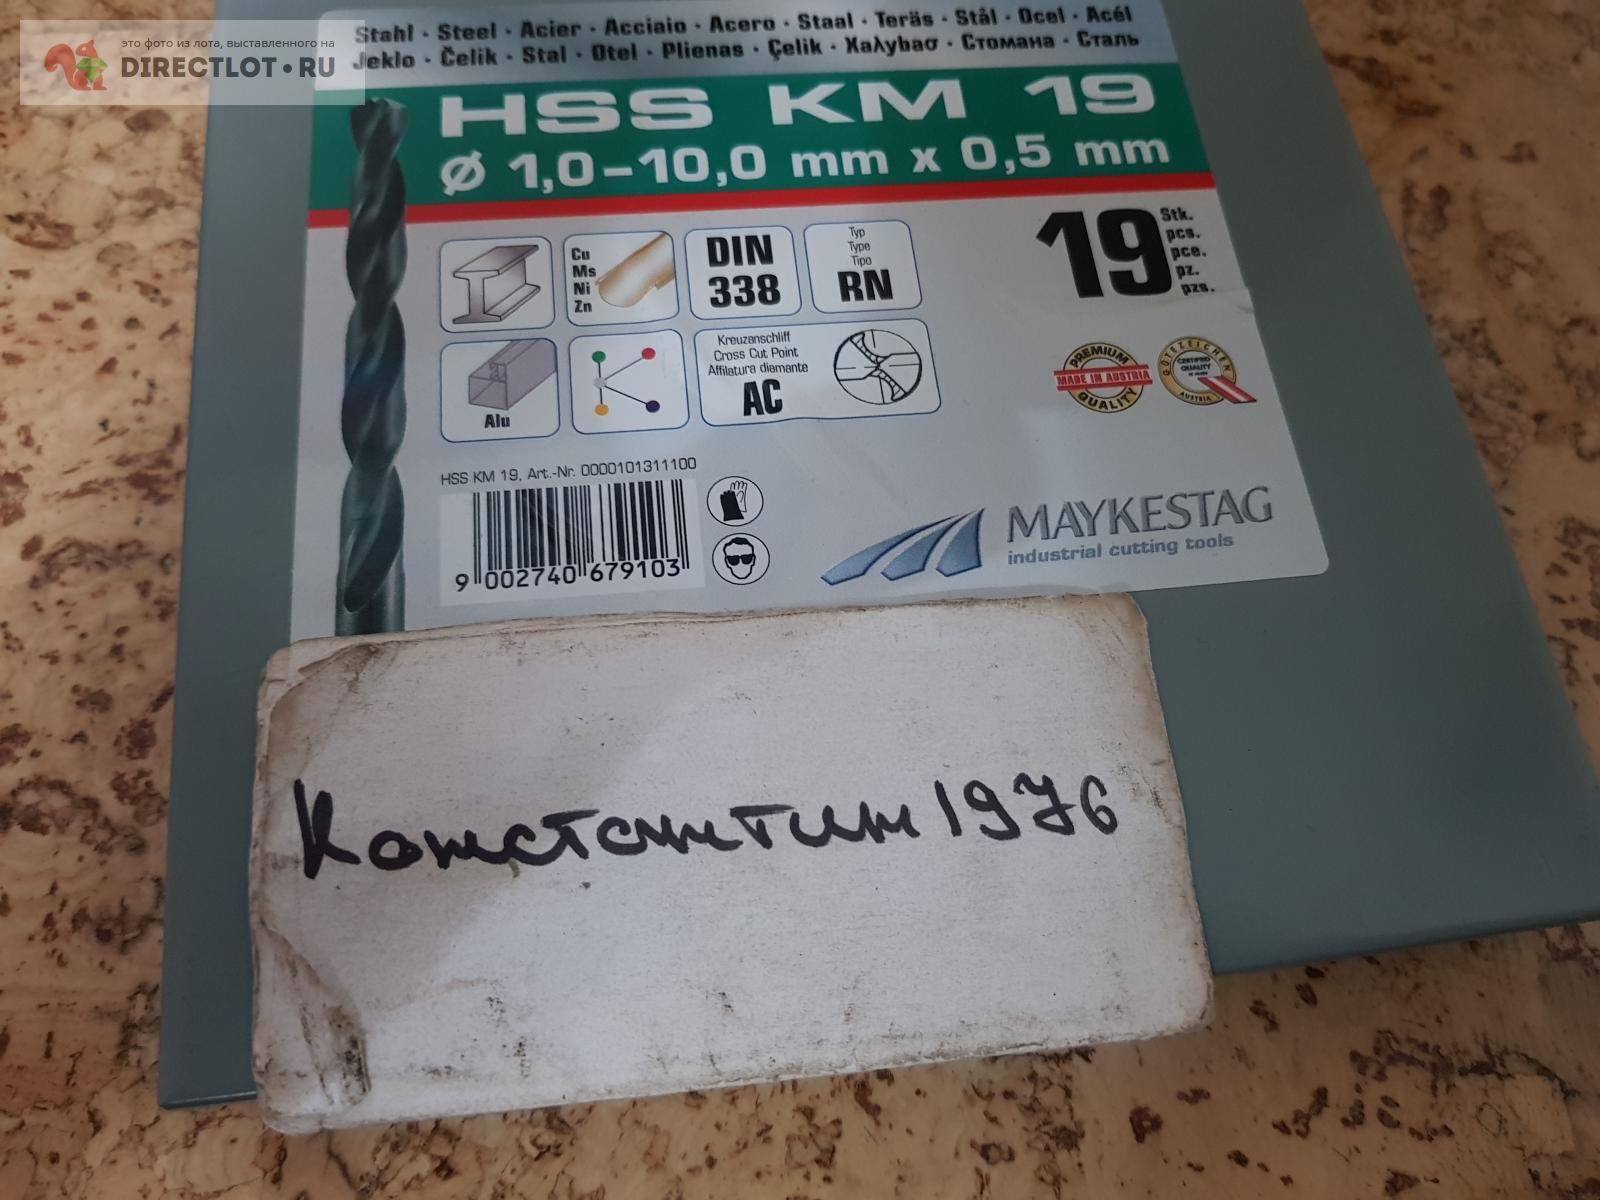 это фото из лота, выставленного на
DIRECTLOT•RU
Stahl · Steel · Acier · Acciaio · Acero · Staal · Teräs · Stål · Ocel · Acél
Jeklo · Čelik · Stal · Otel · Plienas · Çelik · Χαλυβασ · Стомана · Сталь
HSS KM 19
Ø 1,0–10,0 mm x 0,5 mm
19
Stk.
pcs.
pce.
pz.
pzs.
Cu
Ms
Ni
Zn
DIN
338
Typ
Type
Tipo
RN
Alu
Kreuzanschliff
Cross Cut Point
Affilatura diamante
AC
PREMIUM
MADE IN AUSTRIA
QUALITY
GÜTEZEICHEN
CERTIFIED
QUALITY
AUSTRIA
HSS KM 19, Art.-Nr. 0000101311100
9 002740 679103
MAYKESTAG
industrial cutting tools
Константин 1976